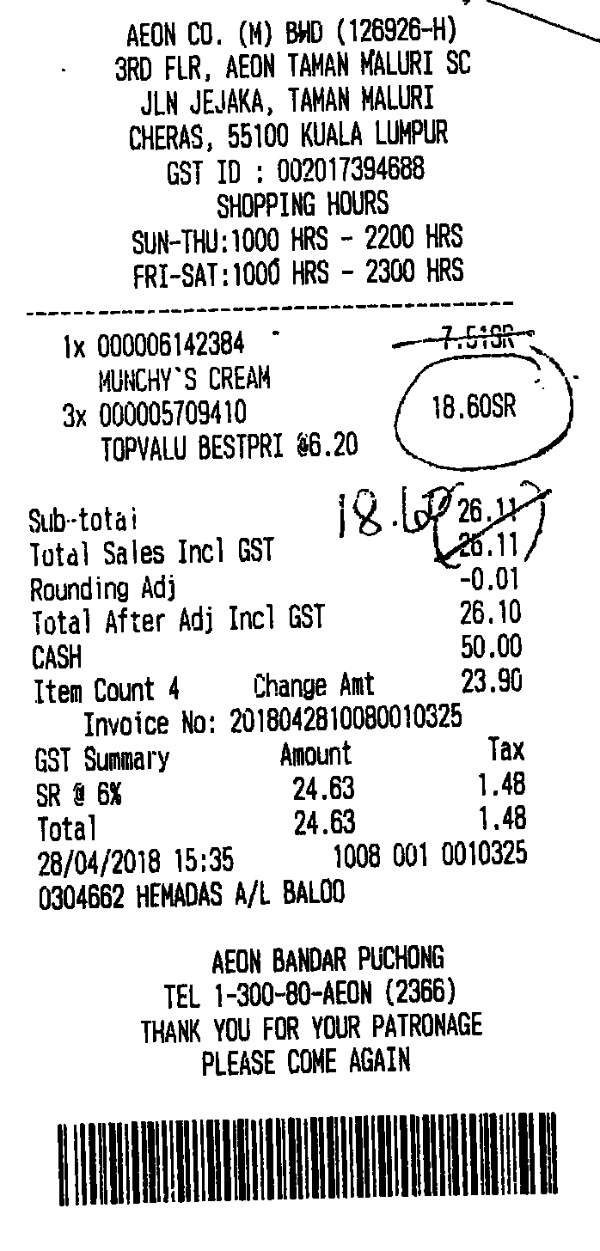 AEON CO. (M) BHD (126926-H)
3RD FLR, AEON TAMAN MALURI SC
JLN JEJAKA, TAMAN MALURI
CHERAS, 55100 KUALA LUMPUR
GST ID : 002017394688
SHOPPING HOURS
SUN-THU:1000 HRS - 2200 HRS
FRI-SAT:1000 HRS - 2300 HRS
1x 000006142384 7.51SR
MUNCHY`S CREAM
3x 000005709410 18.60SR
TOPVALU BESTPRI @6.20
Sub-total 18.60 26.11
Total Sales Incl GST 26.11
Rounding Adj -0.01
Total After Adj Incl GST 26.10
CASH 50.00
Item Count 4 Change Amt 23.90
Invoice No: 2018042810080010325
GST Summary Amount Tax
SR @ 6% 24.63 1.48
Total 24.63 1.48
28/04/2018 15:35 1008 001 0010325
0304662 HEMADAS A/L BALOO
AEON BANDAR PUCHONG
TEL 1-300-80-AEON (2366)
THANK YOU FOR YOUR PATRONAGE
PLEASE COME AGAIN